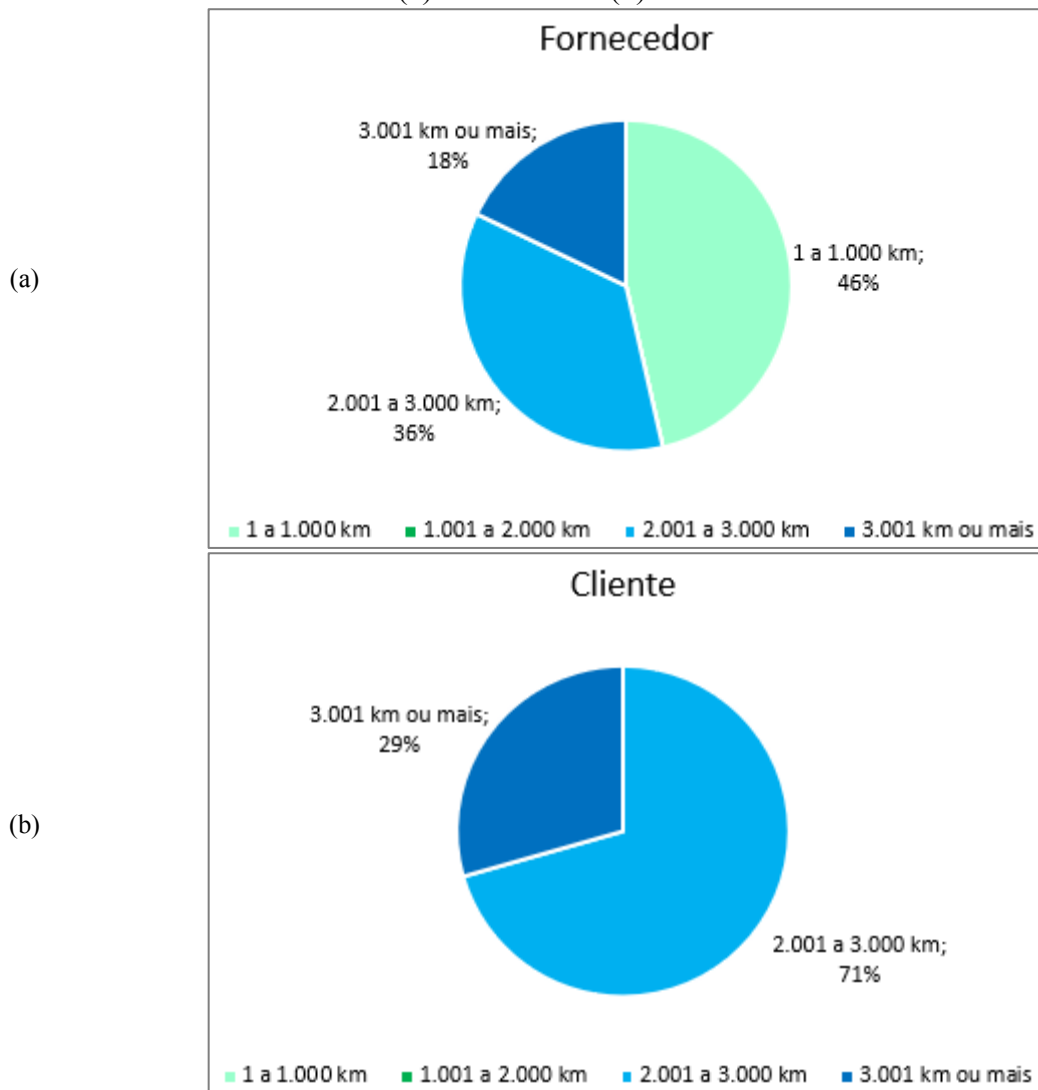 Fornecedor
3.001 km ou mais;
18%
1 a 1.000 km;
46%
(a)
2.001 a 3.000 km;
36%
1 a 1.000 km 1.001 a 2.000 km 2.001 a 3.000 km 3.001 km ou mais
Cliente
3.001 km ou mais;
29%
(b)
2.001 a 3.000 km;
71%
1 a 1.000 km 1.001 a 2.000 km 2.001 a 3.000 km 3.001 km ou mais